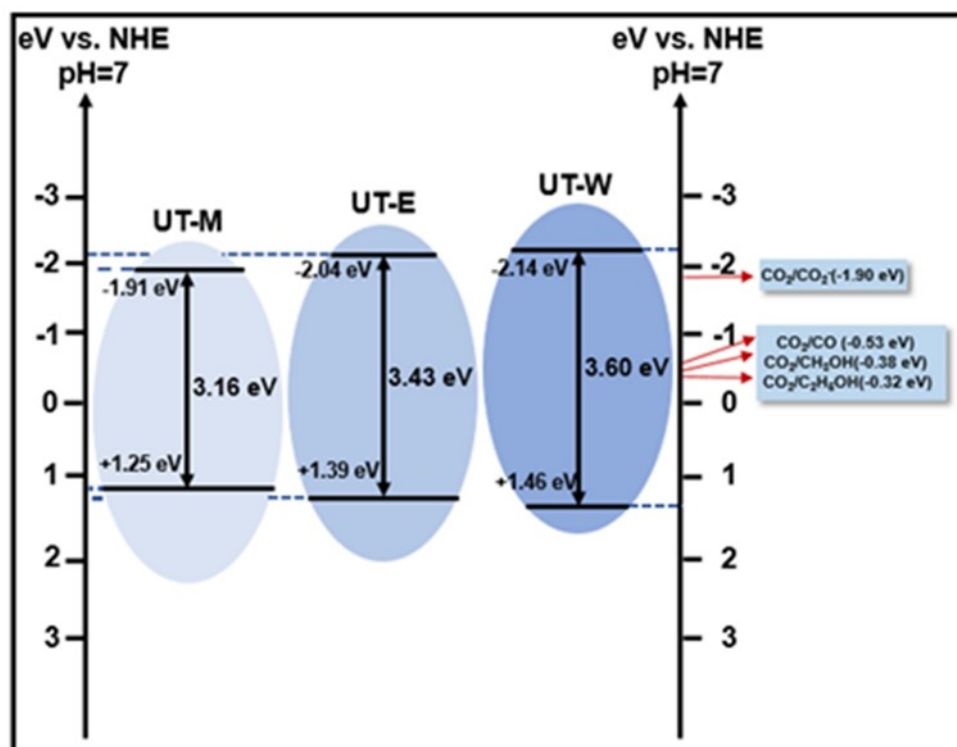 eV vs. NHE
pH=7
eV vs. NHE
pH=7
-3
-2
-1
0
1
2
3
UT-M
-1.91 eV
3.16 eV
+1.25 eV
UT-E
-2.04 eV
3.43 eV
+1.39 eV
UT-W
-2.14 eV
3.60 eV
+1.46 eV
-3
-2
-1
0
1
2
3
CO₂/CO₂⁻(-1.90 eV)
CO₂/CO (-0.53 eV)
CO₂/CH₃OH(-0.38 eV)
CO₂/C₂H₅OH(-0.32 eV)